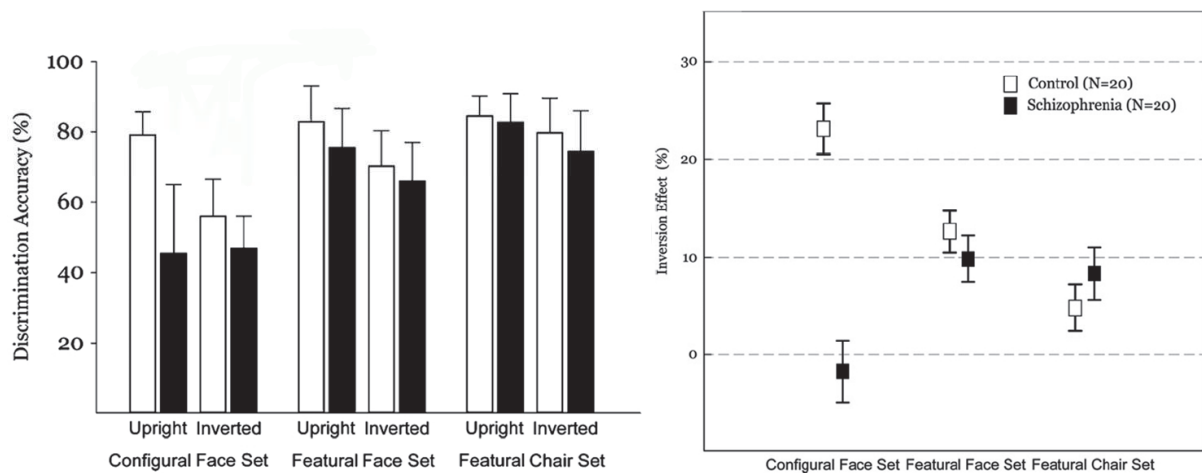 Discrimination Accuracy (%)
100
80
60
40
20
Upright Inverted Upright Inverted Upright Inverted
Configural Face Set Featural Face Set Featural Chair Set
Inversion Effect (%)
30
20
10
0
Control (N=20)
Schizophrenia (N=20)
Configural Face Set Featural Face Set Featural Chair Set